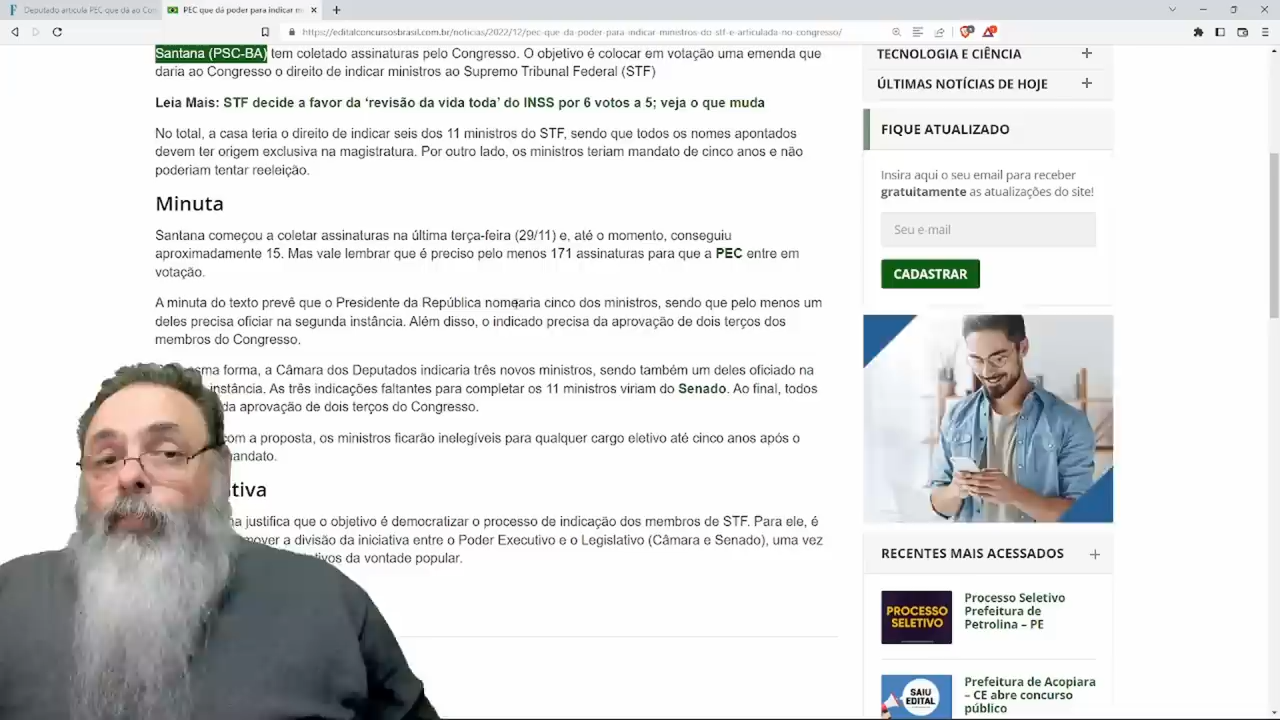 Deputado articula PEC que dá ao Con
PEC que dá poder para indicar m
https://editalconcursosbrasil.com.br/noticias/2022/12/pec-que-da-poder-para-indicar-ministros-do-stf-e-articulada-no-congresso/
Santana (PSC-BA) tem coletado assinaturas pelo Congresso. O objetivo é colocar em votação uma emenda que
daria ao Congresso o direito de indicar ministros ao Supremo Tribunal Federal (STF)
Leia Mais: STF decide a favor da ‘revisão da vida toda’ do INSS por 6 votos a 5; veja o que muda
No total, a casa teria o direito de indicar seis dos 11 ministros do STF, sendo que todos os nomes apontados
devem ter origem exclusiva na magistratura. Por outro lado, os ministros teriam mandato de cinco anos e não
poderiam tentar reeleição.
Minuta
Santana começou a coletar assinaturas na última terça-feira (29/11) e, até o momento, conseguiu
aproximadamente 15. Mas vale lembrar que é preciso pelo menos 171 assinaturas para que a PEC entre em
votação.
A minuta do texto prevê que o Presidente da República nomearia cinco dos ministros, sendo que pelo menos um
deles precisa oficiar na segunda instância. Além disso, o indicado precisa da aprovação de dois terços dos
membros do Congresso.
forma, a Câmara dos Deputados indicaria três novos ministros, sendo também um deles oficiado na
instância. As três indicações faltantes para completar os 11 ministros viriam do Senado. Ao final, todos
da aprovação de dois terços do Congresso.
com a proposta, os ministros ficarão inelegíveis para qualquer cargo eletivo até cinco anos após o
mandato.
tiva
justifica que o objetivo é democratizar o processo de indicação dos membros de STF. Para ele, é
mover a divisão da iniciativa entre o Poder Executivo e o Legislativo (Câmara e Senado), uma vez
da vontade popular.
TECNOLOGIA E CIÊNCIA
ÚLTIMAS NOTÍCIAS DE HOJE
FIQUE ATUALIZADO
Insira aqui o seu email para receber
gratuitamente as atualizações do site!
Seu e-mail
CADASTRAR
RECENTES MAIS ACESSADOS
PROCESSO
SELETIVO
Processo Seletivo
Prefeitura de
Petrolina – PE
SAIU
EDITAL
Prefeitura de Acopiara
– CE abre concurso
público